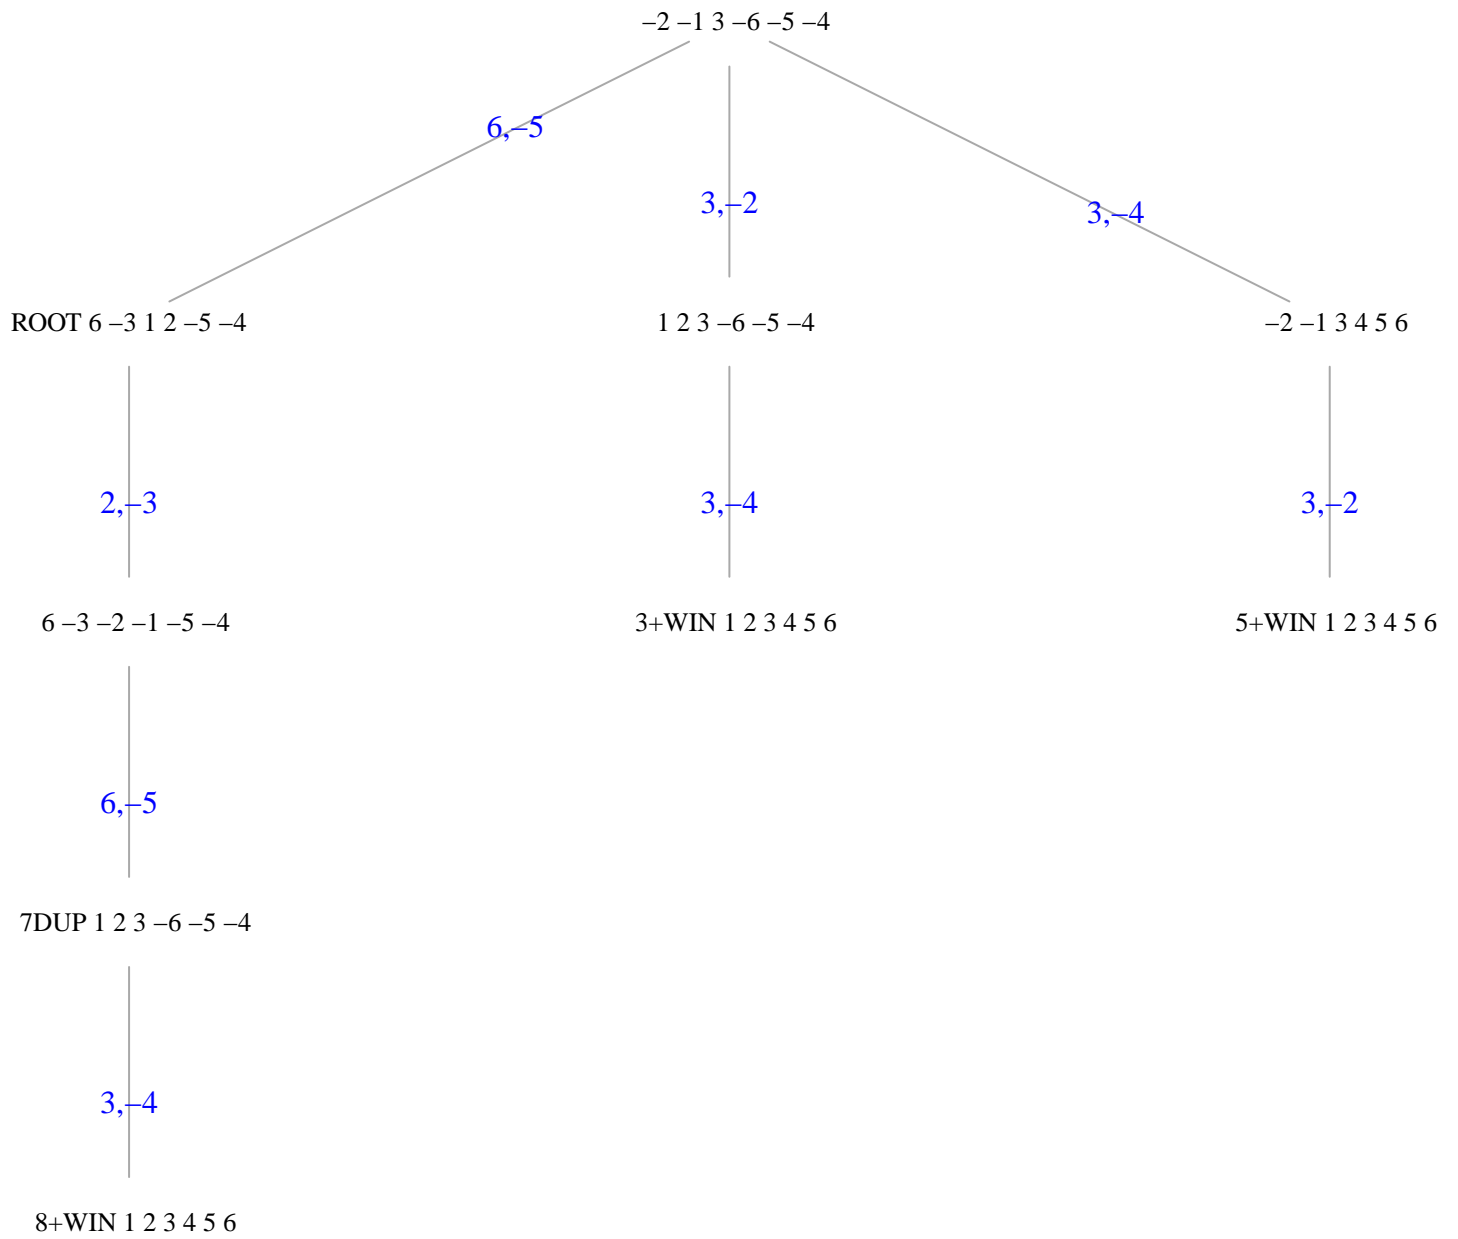 –2 –1 3 –6 –5 –4
6,–5
3,–2
3,–4
ROOT 6 –3 1 2 –5 –4
1 2 3 –6 –5 –4
–2 –1 3 4 5 6
2,–3
3,–4
3,–2
6 –3 –2 –1 –5 –4
3+WIN 1 2 3 4 5 6
5+WIN 1 2 3 4 5 6
6,–5
7DUP 1 2 3 –6 –5 –4
3,–4
8+WIN 1 2 3 4 5 6